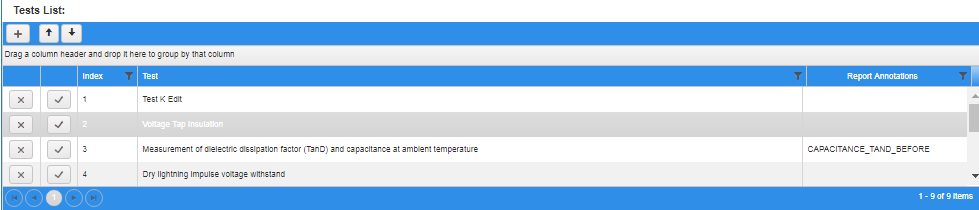 Tests List:
Drag a column header and drop it here to group by that column
Index Test Report Annotations
1 Test K Edit
2 Voltage Tap Insulation
3 Measurement of dielectric dissipation factor (TanD) and capacitance at ambient temperature CAPACITANCE_TAND_BEFORE
4 Dry lightning impulse voltage withstand
1 1 - 9 of 9 items